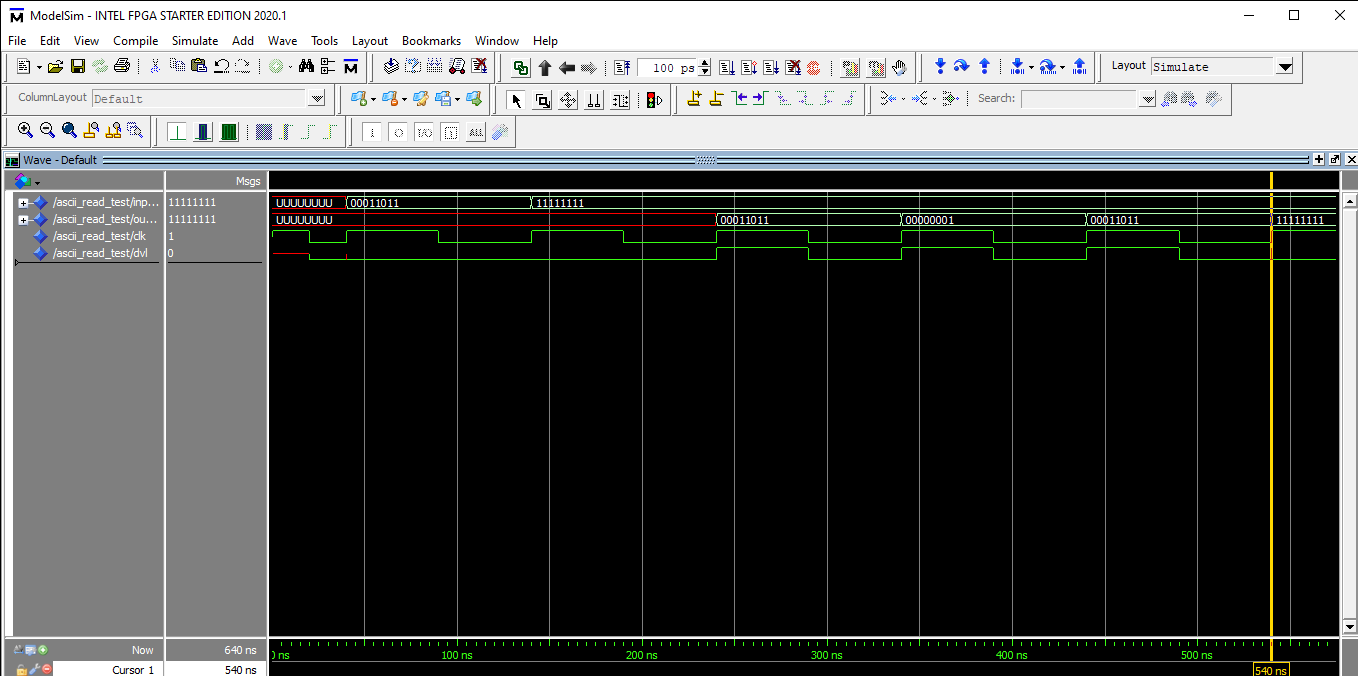 ModelSim - INTEL FPGA STARTER EDITION 2020.1
File Edit View Compile Simulate Add Wave Tools Layout Bookmarks Window Help
100 ps
Layout Simulate
ColumnLayout Default
Search:
Wave - Default
Msgs
/ascii_read_test/inp... 11111111 UUUUUUUU 00011011 11111111
/ascii_read_test/ou... 11111111 UUUUUUUU 00011011 00000001 00011011 11111111
/ascii_read_test/clk 1
/ascii_read_test/dvl 0
Now 640 ns
ns 100 ns 200 ns 300 ns 400 ns 500 ns
Cursor 1 540 ns 540 ns